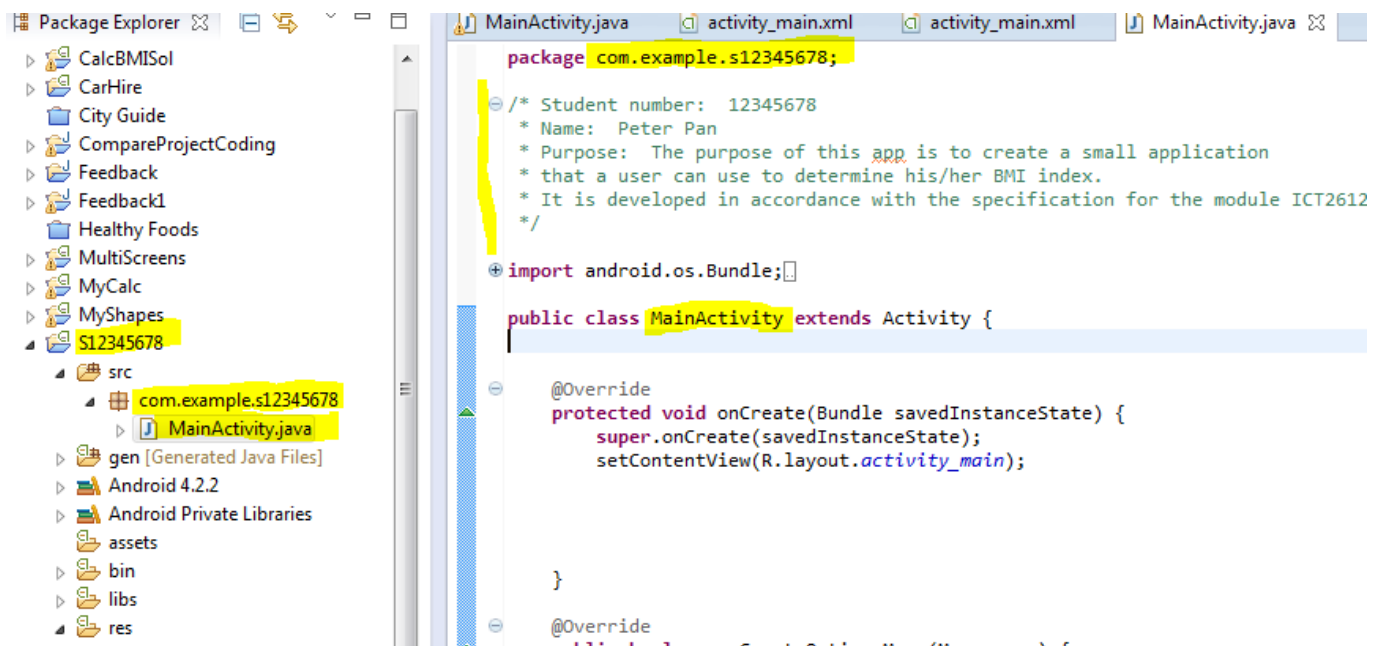 Package Explorer
CalcBMISol
CarHire
City Guide
CompareProjectCoding
Feedback
Feedback1
Healthy Foods
MultiScreens
MyCalc
MyShapes
S12345678
src
com.example.s12345678
MainActivity.java
gen [Generated Java Files]
Android 4.2.2
Android Private Libraries
assets
bin
libs
res
MainActivity.java activity_main.xml activity_main.xml MainActivity.java
package com.example.s12345678;
/* Student number:  12345678
* Name:  Peter Pan
* Purpose:  The purpose of this app is to create a small application
* that a user can use to determine his/her BMI index.
* It is developed in accordance with the specification for the module ICT2612
*/
import android.os.Bundle;
public class MainActivity extends Activity {
@Override
protected void onCreate(Bundle savedInstanceState) {
super.onCreate(savedInstanceState);
setContentView(R.layout.activity_main);
}
@Override